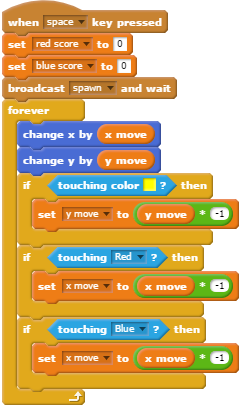 when space key pressed
set red score to 0
set blue score to 0
broadcast spawn and wait
forever
change x by x move
change y by y move
if touching color ? then
set y move to y move * -1
if touching Red ? then
set x move to x move * -1
if touching Blue ? then
set x move to x move * -1